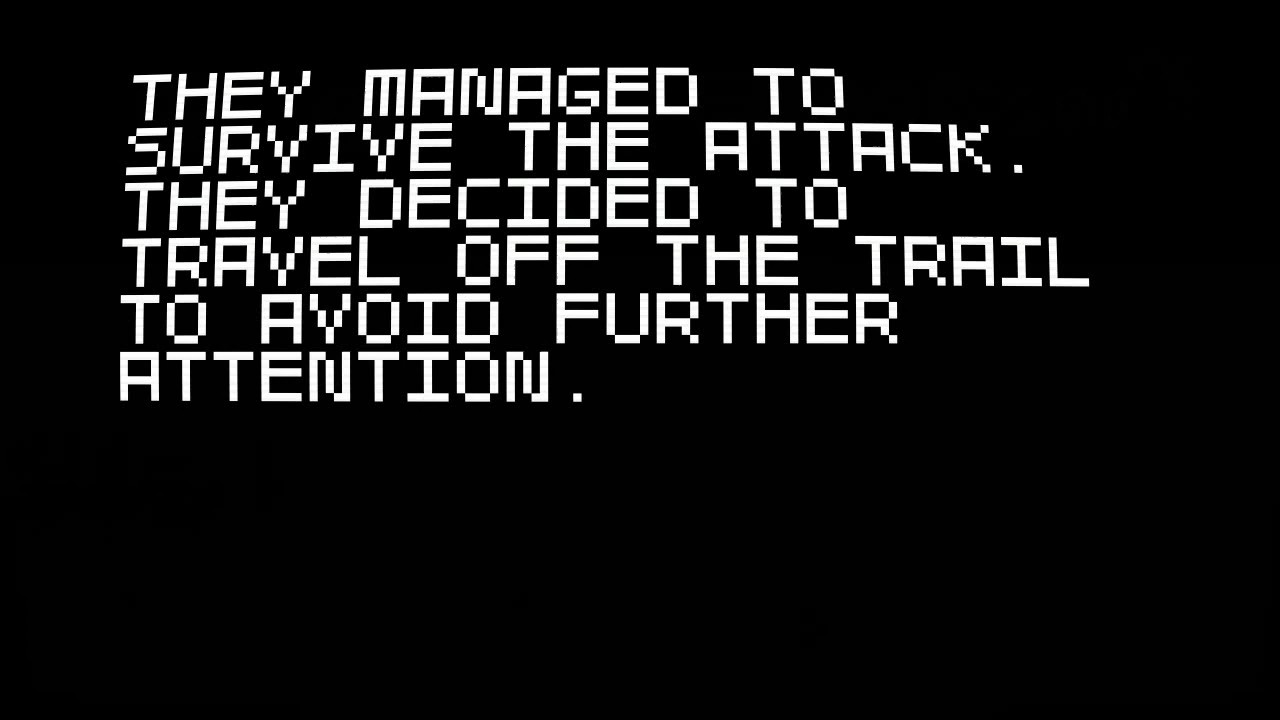 THEY MANAGED TO
SURVIVE THE ATTACK.
THEY DECIDED TO
TRAVEL OFF THE TRAIL
TO AVOID FURTHER
ATTENTION.